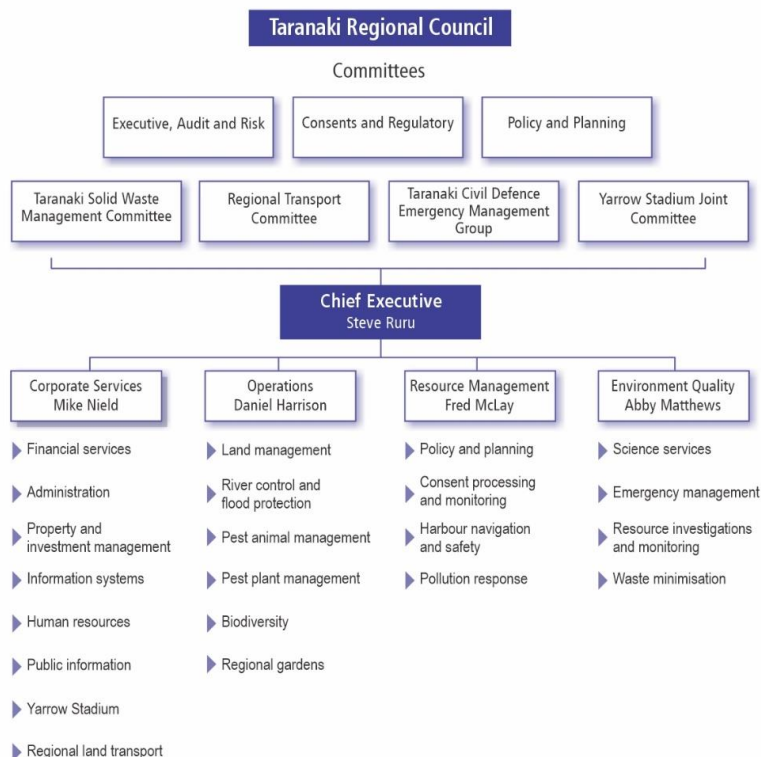 Taranaki Regional Council
Committees
Executive, Audit and Risk
Consents and Regulatory
Policy and Planning
Taranaki Solid Waste
Management Committee
Regional Transport
Committee
Taranaki Civil Defence
Emergency Management
Group
Yarrow Stadium Joint
Committee
Chief Executive
Steve Ruru
Corporate Services
Mike Nield
Financial services
Administration
Property and
investment management
Information systems
Human resources
Public information
Yarrow Stadium
Regional land transport
Operations
Daniel Harrison
Land management
River control and
flood protection
Pest animal management
Pest plant management
Biodiversity
Regional gardens
Resource Management
Fred McLay
Policy and planning
Consent processing
and monitoring
Harbour navigation
and safety
Pollution response
Environment Quality
Abby Matthews
Science services
Emergency management
Resource investigations
and monitoring
Waste minimisation